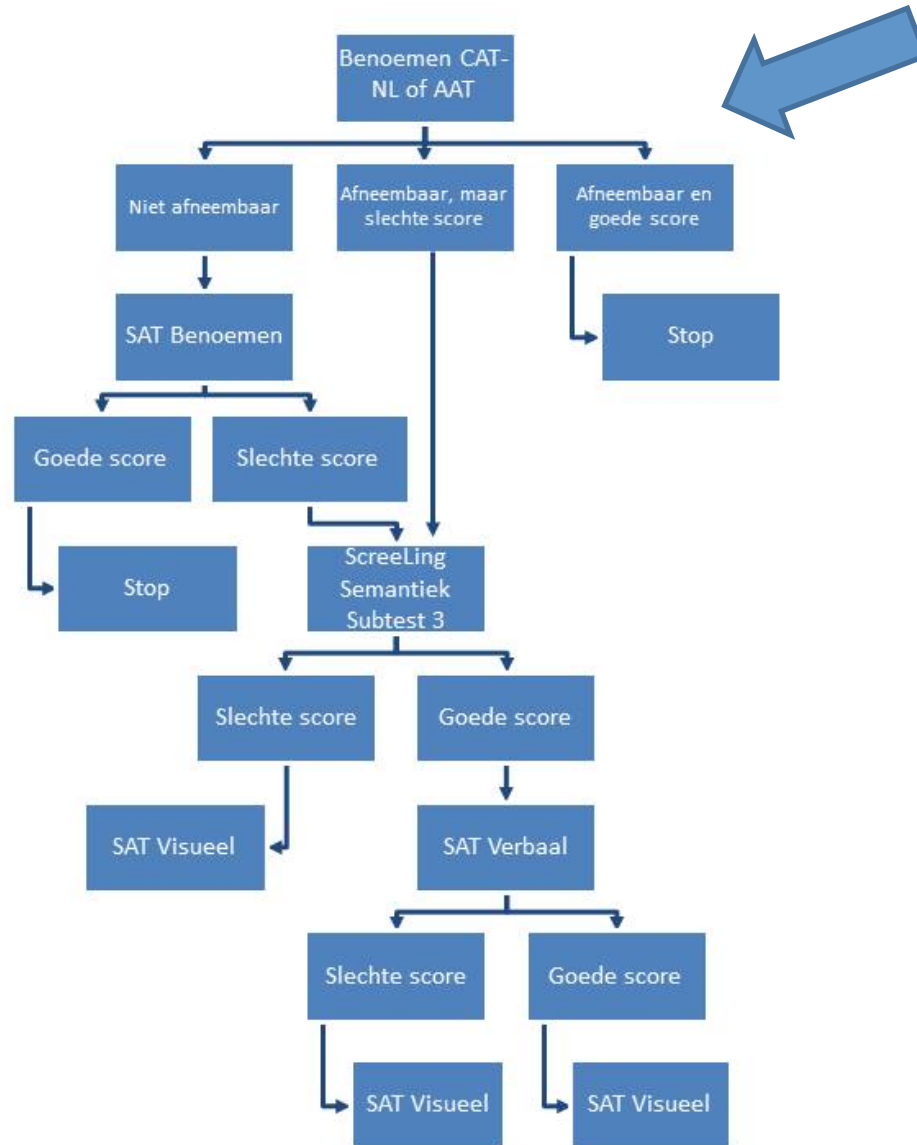 Benoemen CAT-
NL of AAT
Niet afneembaar
Afneembaar, maar
slechte score
Afneembaar en
goede score
SAT Benoemen
Stop
Goede score
Slechte score
Stop
ScreeLing
Semantiek
Subtest 3
Slechte score
Goede score
SAT Visueel
SAT Verbaal
Slechte score
Goede score
SAT Visueel
SAT Visueel